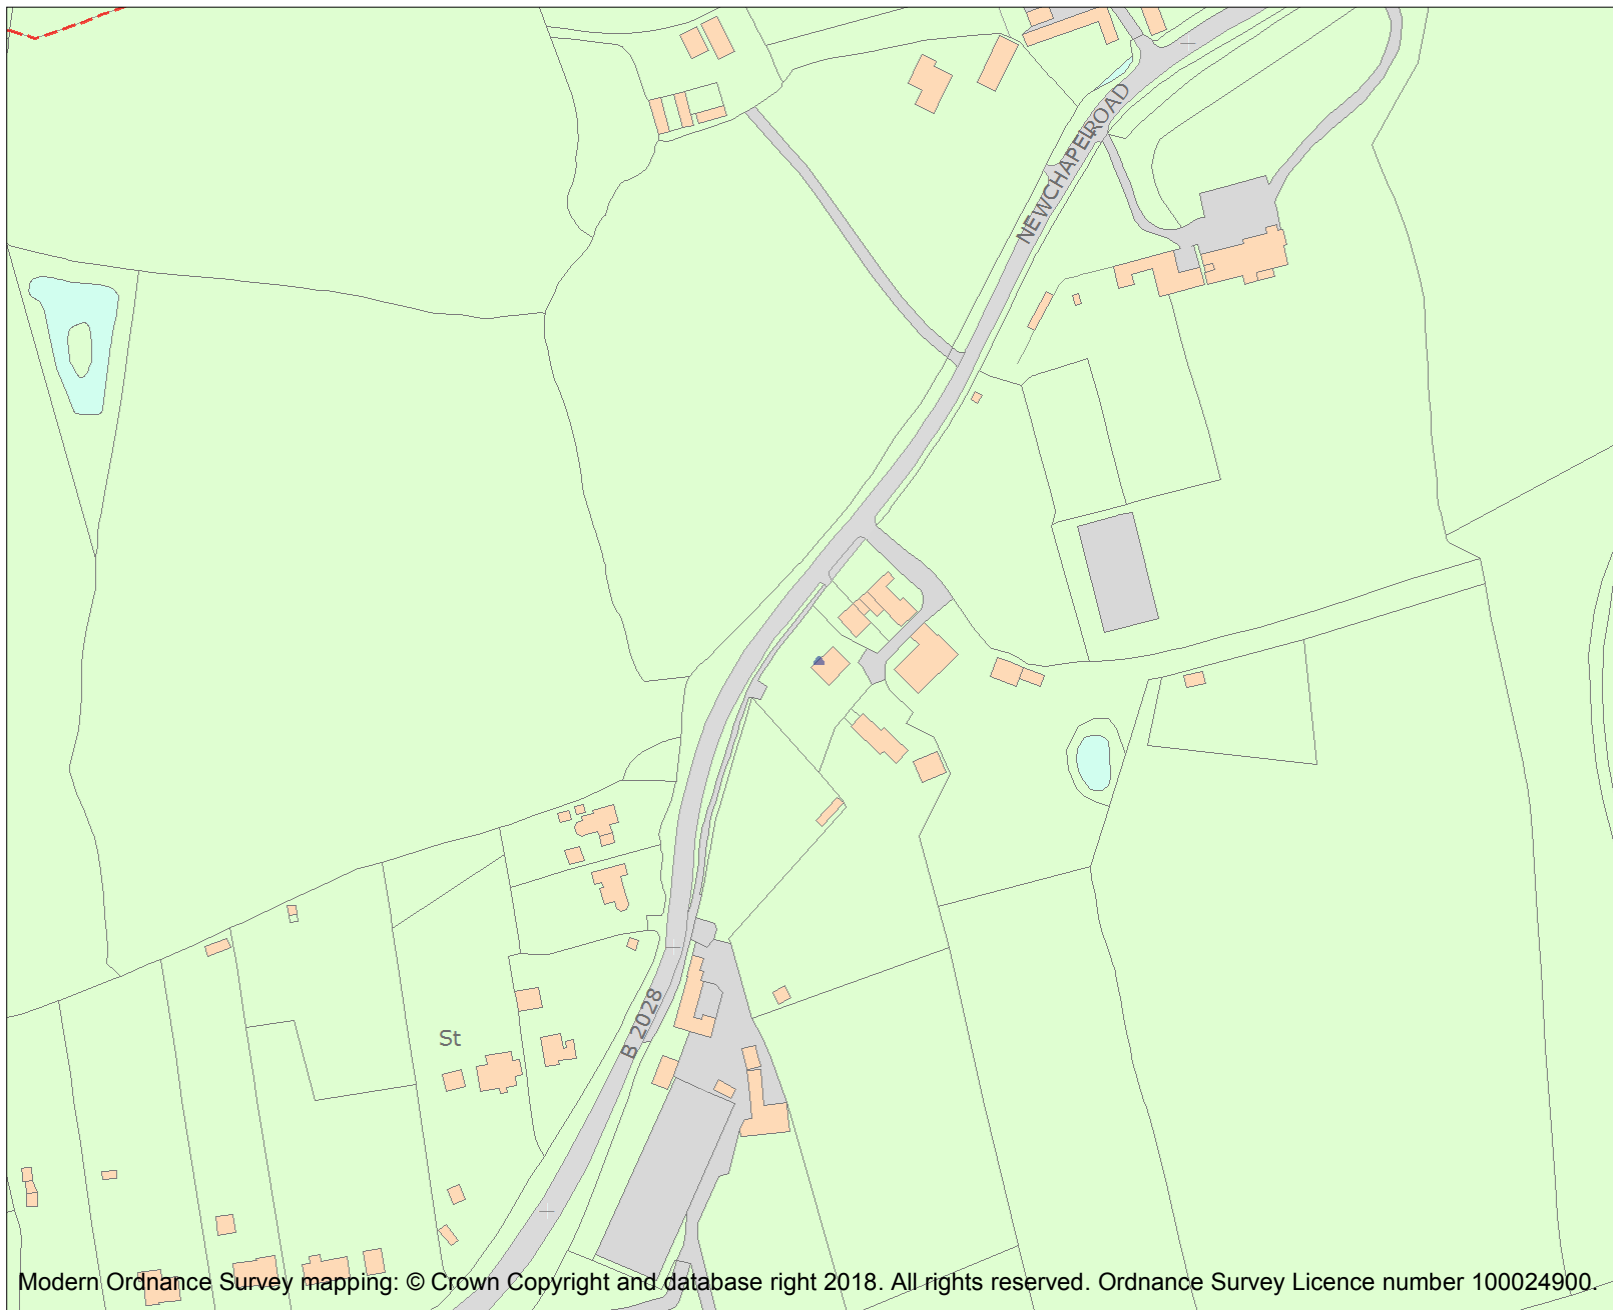 NEWCHAPEL ROAD
B 2028
St
Modern Ordnance Survey mapping: © Crown Copyright and database right 2018. All rights reserved. Ordnance Survey Licence number 100024900.